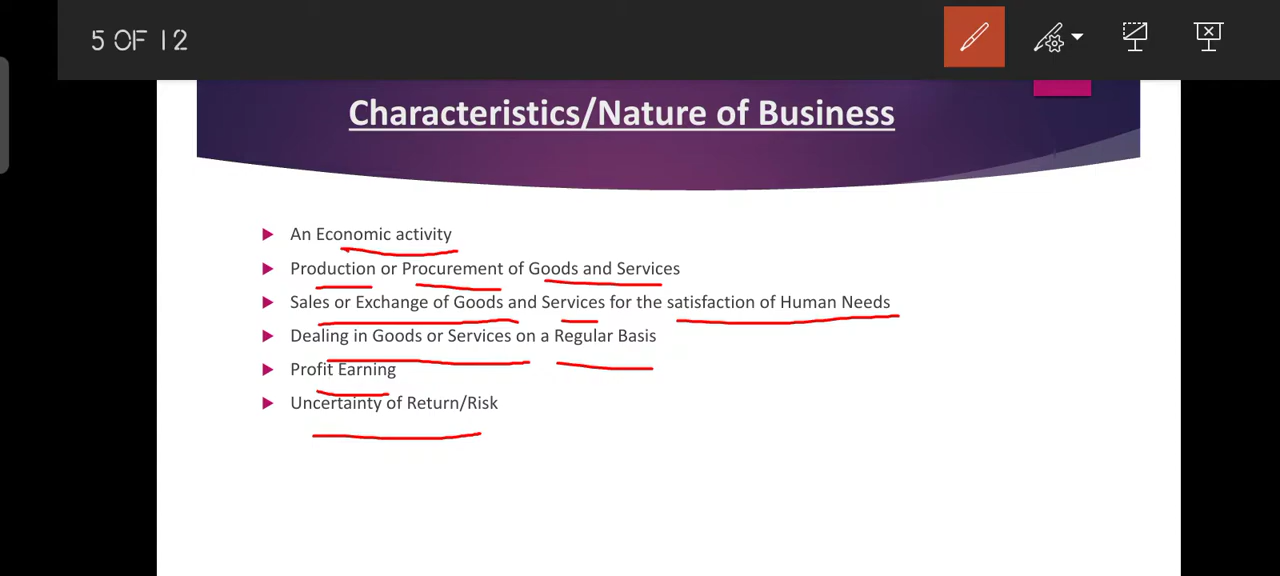 5 OF 12
Characteristics/Nature of Business
An Economic activity
Production or Procurement of Goods and Services
Sales or Exchange of Goods and Services for the satisfaction of Human Needs
Dealing in Goods or Services on a Regular Basis
Profit Earning
Uncertainty of Return/Risk